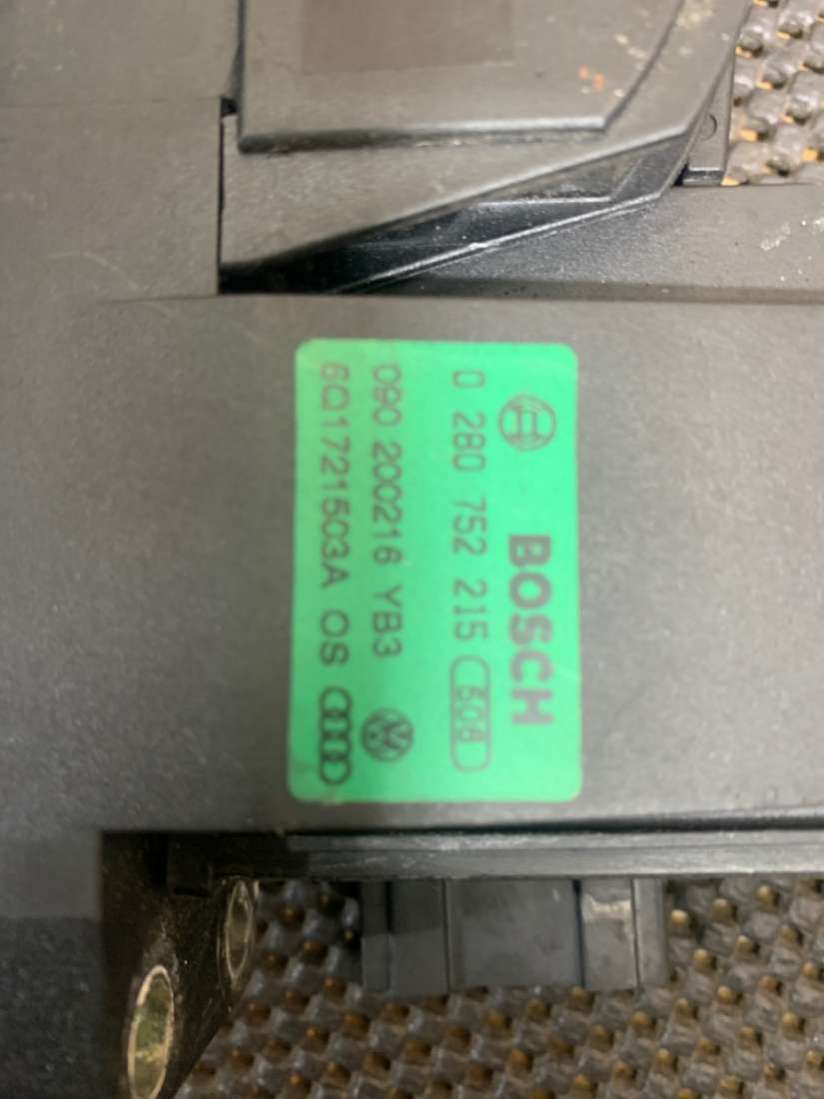 BOSCH
0 280 752 215 508
090 200216 YB3
6Q1721503A OS